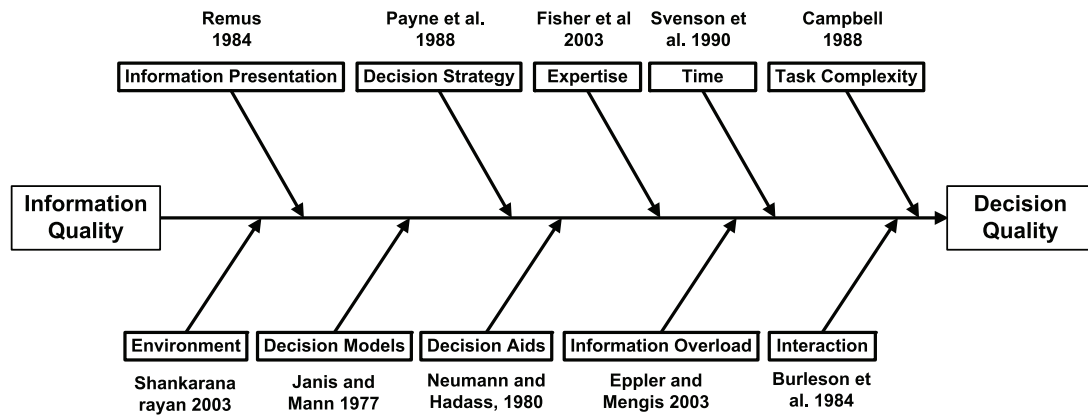 Remus
1984
Payne et al.
1988
Fisher et al
2003
Svenson et
al. 1990
Campbell
1988
Information Presentation
Decision Strategy
Expertise
Time
Task Complexity
Information
Quality
Decision
Quality
Environment
Decision Models
Decision Aids
Information Overload
Interaction
Shankarana
rayan 2003
Janis and
Mann 1977
Neumann and
Hadass, 1980
Eppler and
Mengis 2003
Burleson et
al. 1984